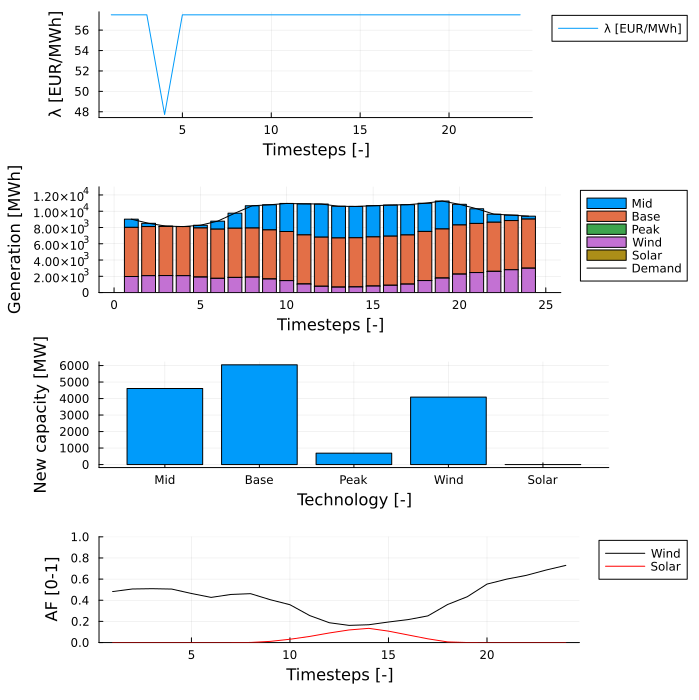 λ [EUR/MWh]
56
54
52
50
48
5
10
15
20
Timesteps [-]
λ [EUR/MWh]
Generation [MWh]
1.20×10⁴
1.00×10⁴
8.00×10³
6.00×10³
4.00×10³
2.00×10³
0
0
5
10
15
20
25
Timesteps [-]
Mid
Base
Peak
Wind
Solar
Demand
New capacity [MW]
6000
5000
4000
3000
2000
1000
0
Mid
Base
Peak
Wind
Solar
Technology [-]
AF [0-1]
1.0
0.8
0.6
0.4
0.2
0.0
5
10
15
20
Timesteps [-]
Wind
Solar